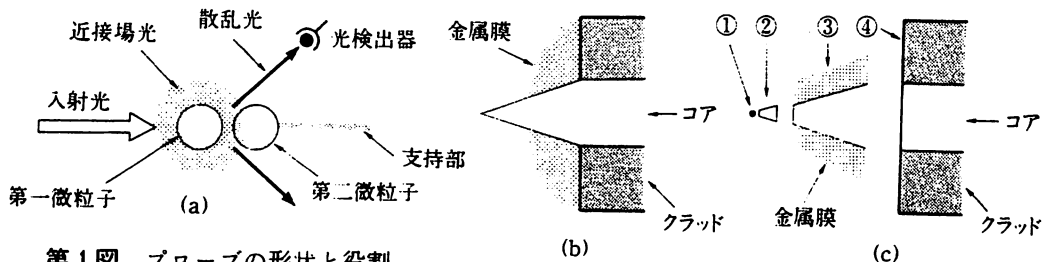 近接場光
散乱光
光検出器
入射光
支持部
第一微粒子
第二微粒子
(a)
金属膜
コア
クラッド
(b)
① ② ③ ④
コア
金属膜
クラッド
(c)
第1図 プローブの形状と役割